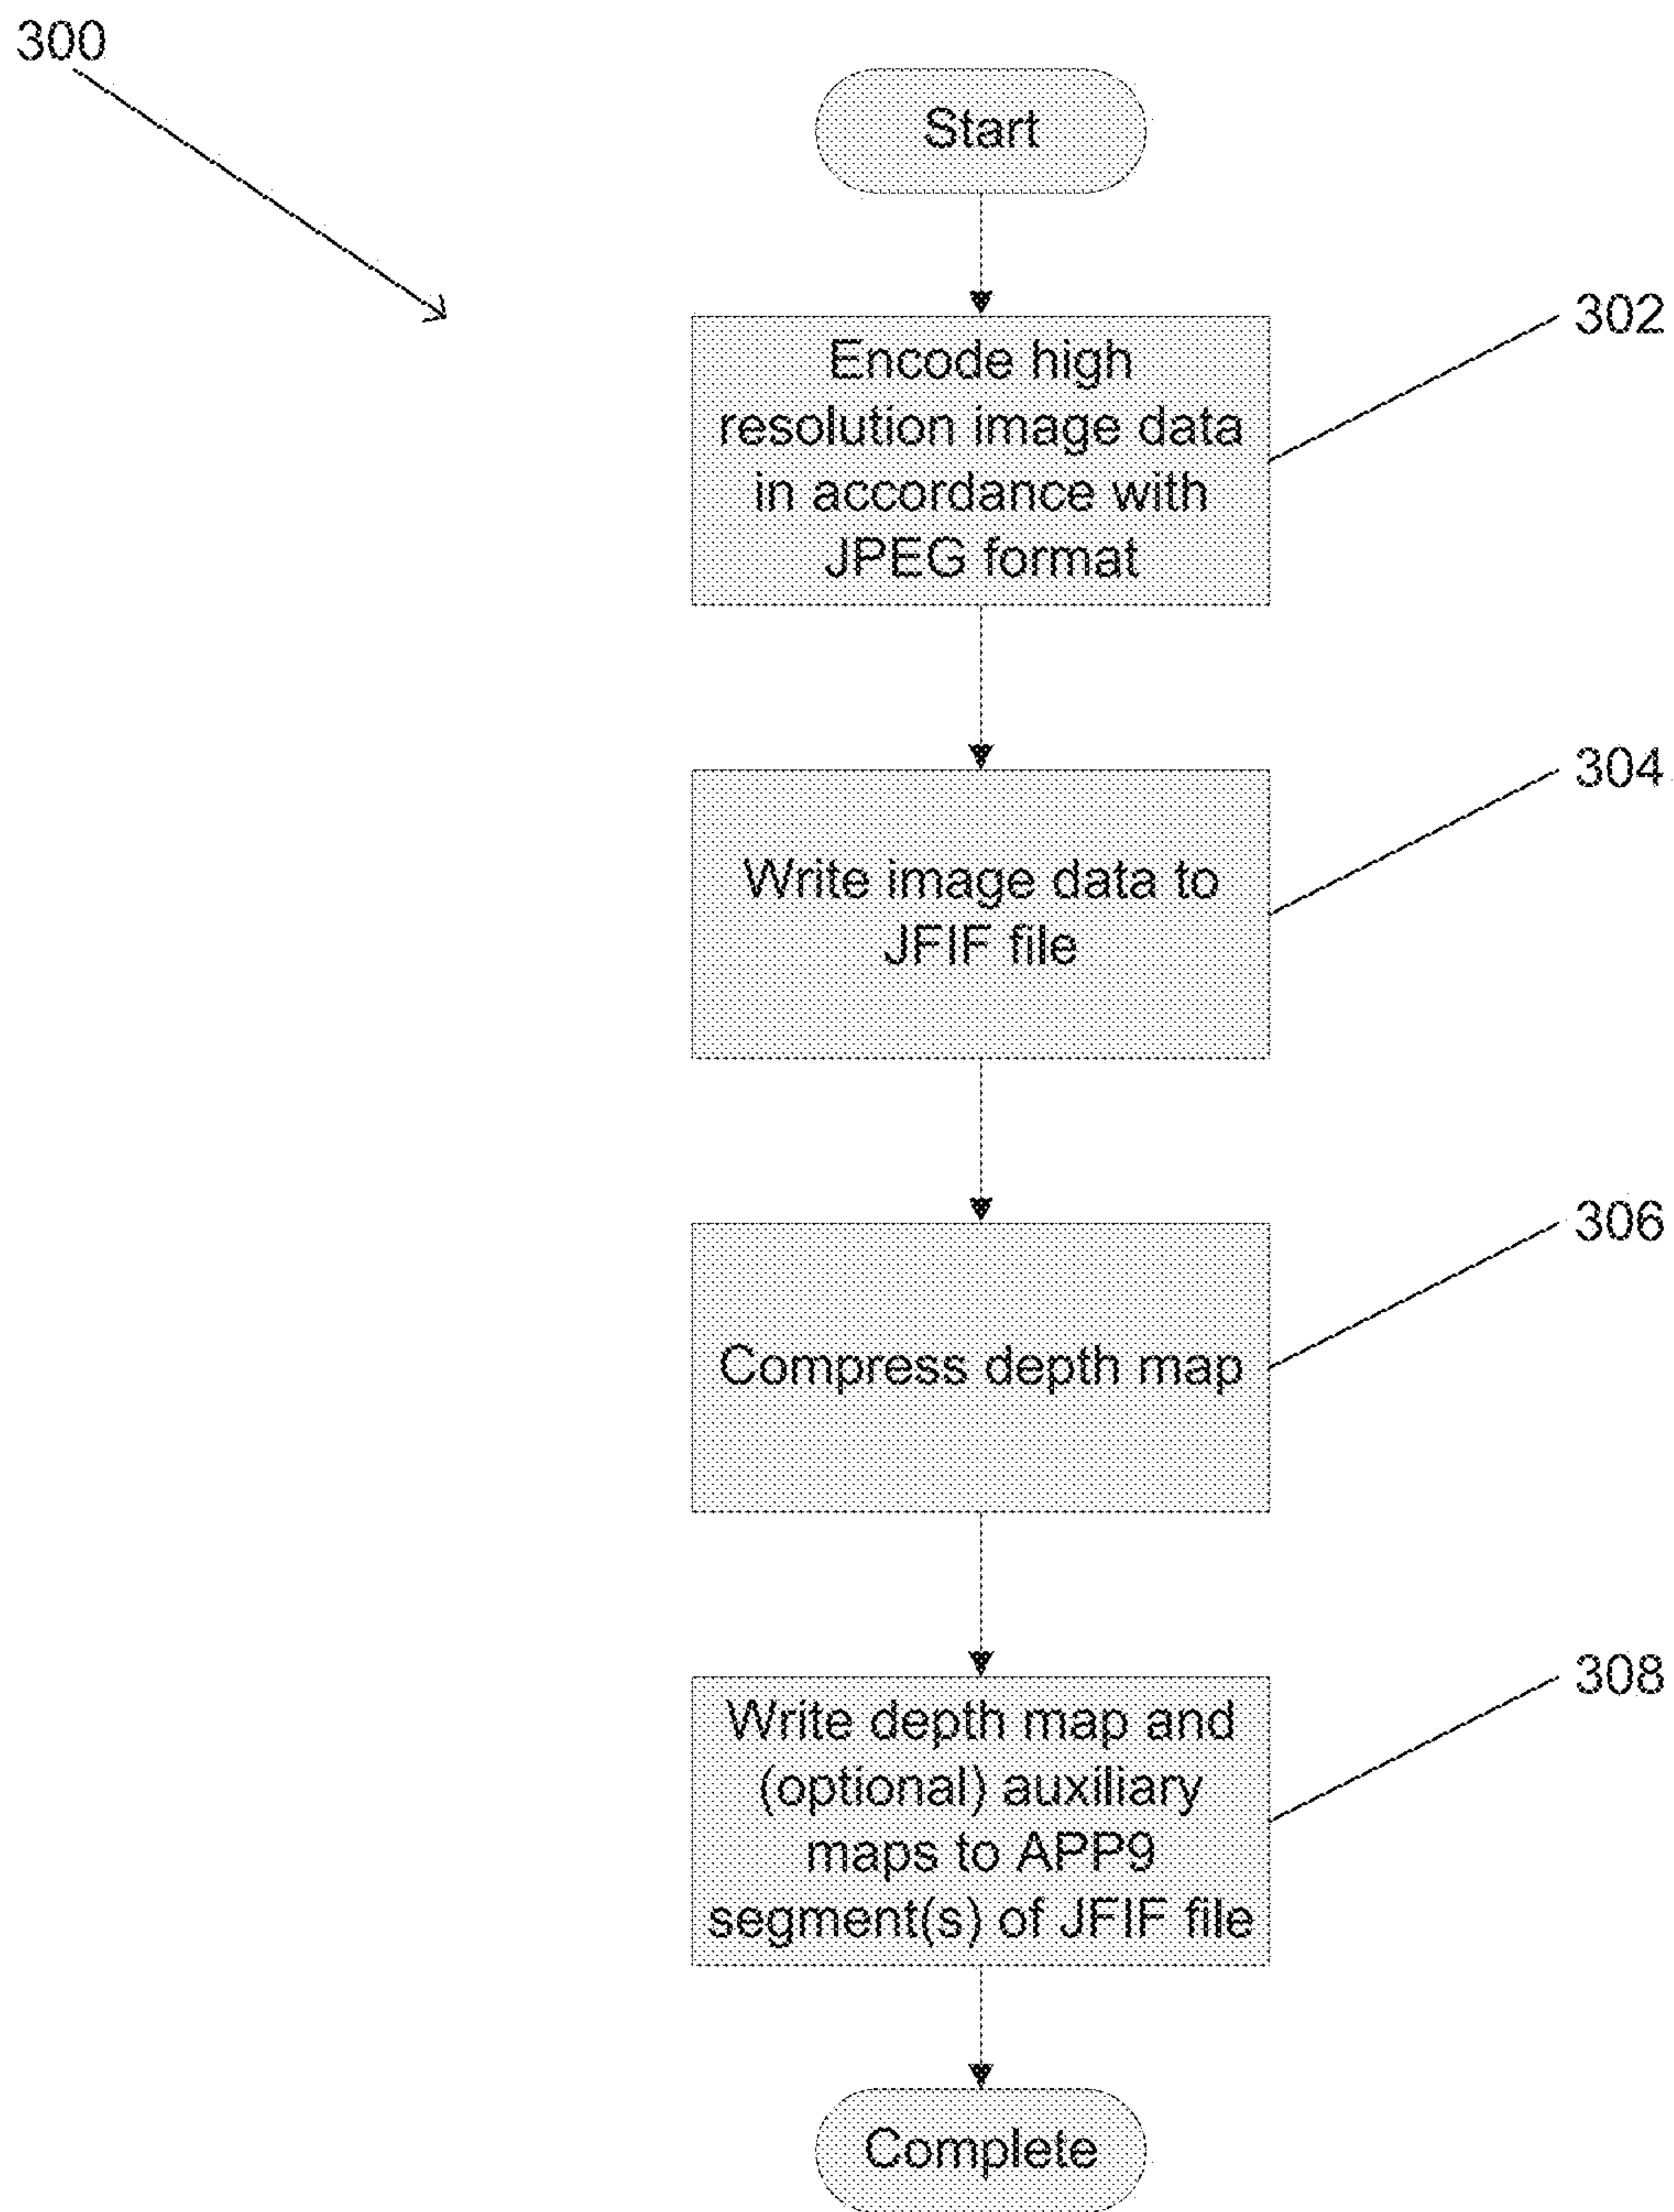 300
Start
302
Encode high
resolution image data
in accordance with
JPEG format
304
Write image data to
JFIF file
306
Compress depth map
308
Write depth map and
(optional) auxiliary
maps to APP9
segment(s) of JFIF file
Complete